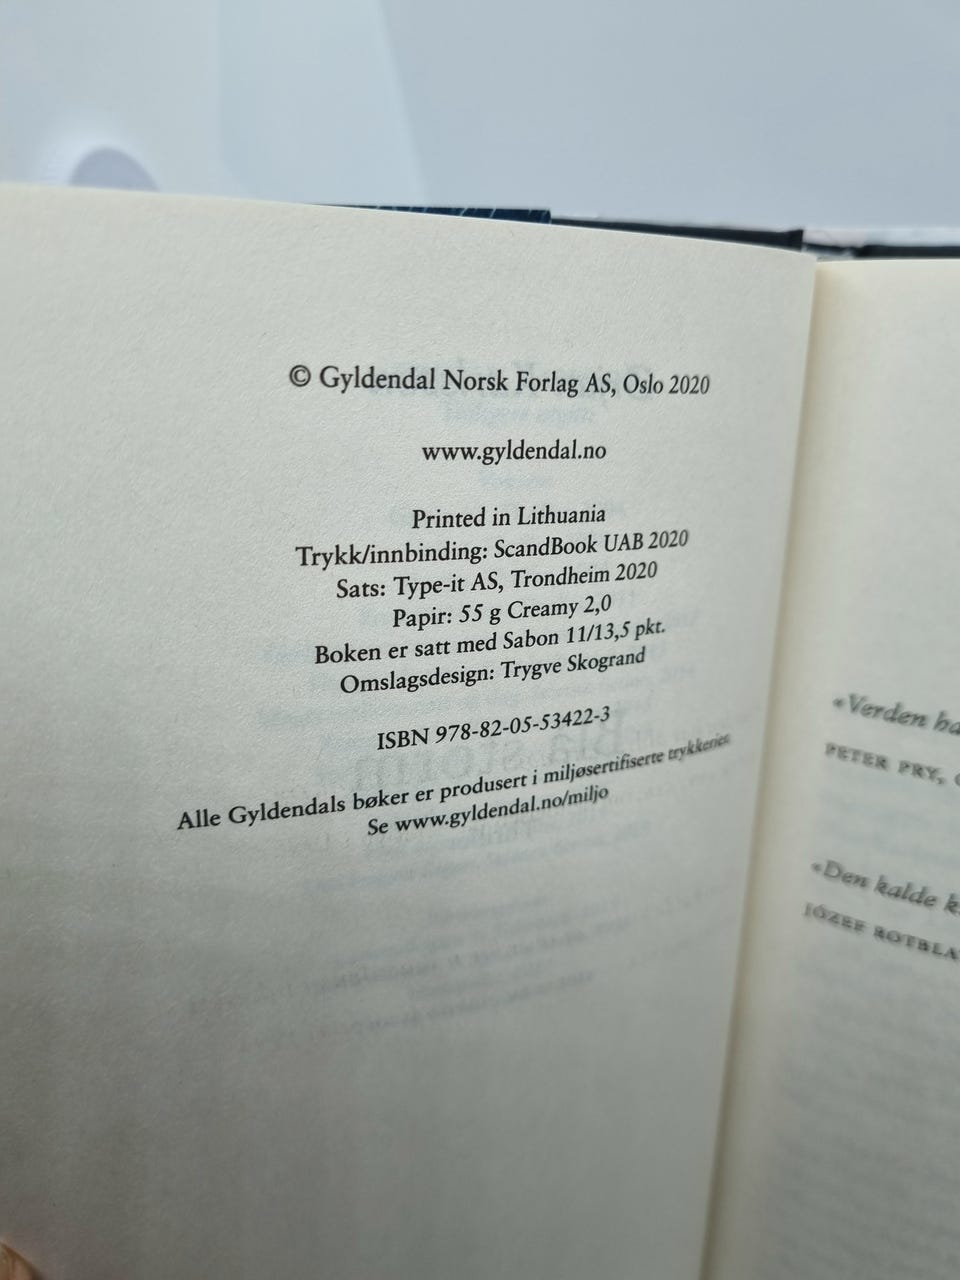 © Gyldendal Norsk Forlag AS, Oslo 2020
www.gyldendal.no
Printed in Lithuania
Trykk/innbinding: ScandBook UAB 2020
Sats: Type-it AS, Trondheim 2020
Papir: 55 g Creamy 2,0
Boken er satt med Sabon 11/13,5 pkt.
Omslagsdesign: Trygve Skogrand
ISBN 978-82-05-53422-3
Alle Gyldendals bøker er produsert i miljøsertifiserte trykkerier.
Se www.gyldendal.no/miljo
«Verden ha
PETER PRY,
«Den kalde k
JÓZEF ROTBLA